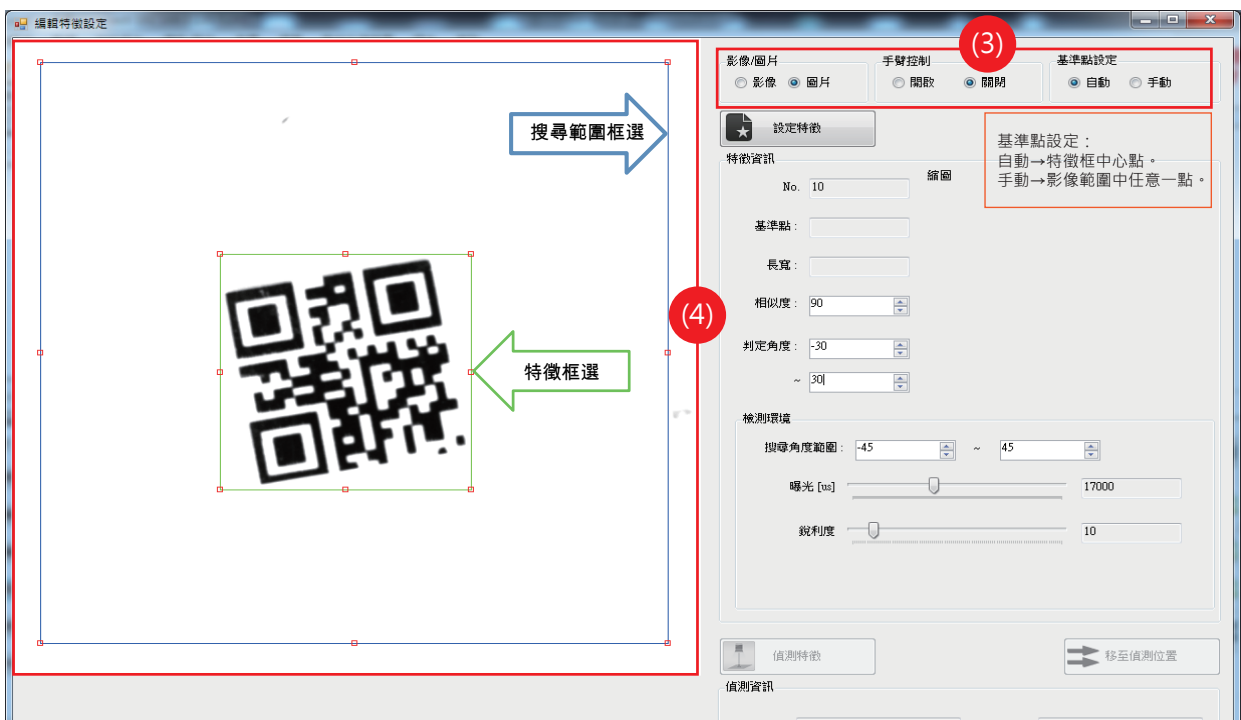 編輯特徵設定
(3)
影像/圖片
影像 圖片
手臂控制
開啟 關閉
基準點設定
自動 手動
搜尋範圍框選
設定特徵
基準點設定：
自動→特徵框中心點。
手動→影像範圍中任意一點。
特徵資訊
縮圖
No. 10
基準點：
長寬：
(4)
相似度： 90
判定角度： -30
~ 30
特徵框選
檢測環境
搜尋角度範圍： -45 ~ 45
曝光 [us] 17000
銳利度 10
偵測特徵
移至偵測位置
偵測資訊